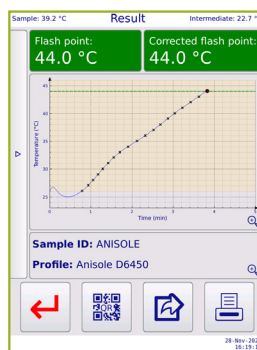 Sample: 39.2 °C Result Intermediate: 22.7 °
Flash point: Corrected flash point:
44.0 °C 44.0 °C
Temperature (°C)
45
40
35
30
25
0 1 2 3 4
Time (min)
Sample ID: ANISOLE
Profile: Anisole D6450
OR
28-Nov-202
16:19:1